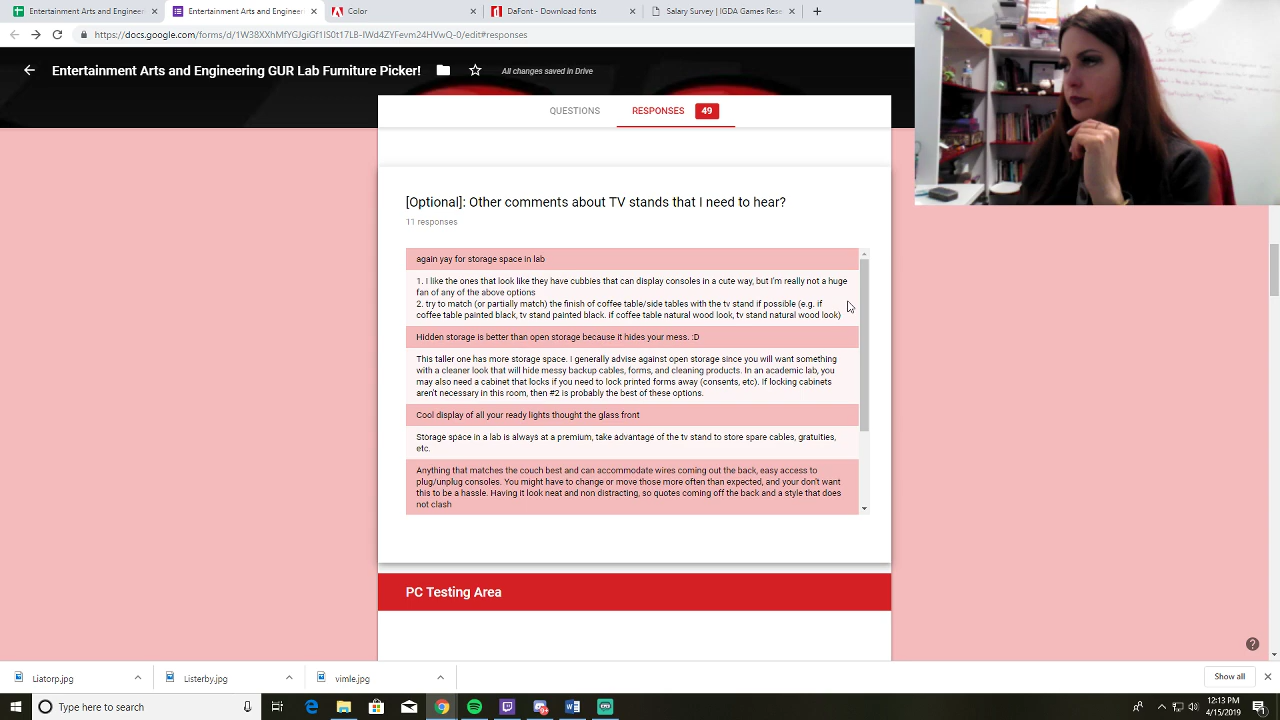 Entertainment Arts and Engineeri
Entertainment Arts and Engineeri
Color
DaFont - Download fonts
Salary Survey | IGDA Games Use
Entertainment Arts and Engineering GUR Lab Furniture Picker!
All changes saved in Drive
QUESTIONS
RESPONSES 49
[Optional]: Other comments about TV stands that I need to hear?
11 responses
again yay for storage space in lab
1. I like the ones that look like they have cubbies that can display consoles in a cute way, but I'm really not a huge
fan of any of the above options
2. try to match (or partially match) the finish of coffee table/side tables with the tv stand if possible (e.g. if
coffee table painted black, tv stand painted black. if coffee table natural wood look, tv stand natural wood look)
Hidden storage is better than open storage because it hides your mess. :D
This taller one has more storage space. I generally advise against open storage since you will want something
with a cleaner look that will hide messy backup cables, forms, and cleaning products. In an academic lab, you
may also need a cabinet that locks if you need to lock printed forms away (consents, etc). If locking cabinets
aren't necessary in this room, then #2 is probably the best of these options.
Cool display of all your ready lights thought the glass front
Storage space in a lab is always at a premium, take advantage of the tv stand to store spare cables, gratuities,
etc.
Anything that matches the couch best and can accommodate wires coming out the back, easy access to
plug/unplug consoles. You might have to change or move those more often than expected, and your don't want
this to be a hassle. Having it look neat and non distracting, so quotes coming off the back and a style that does
not clash
PC Testing Area
Liatorp.jpg
Listerby.jpg
vimle.jpg
Show all
Type here to search
12:13 PM
4/15/2019